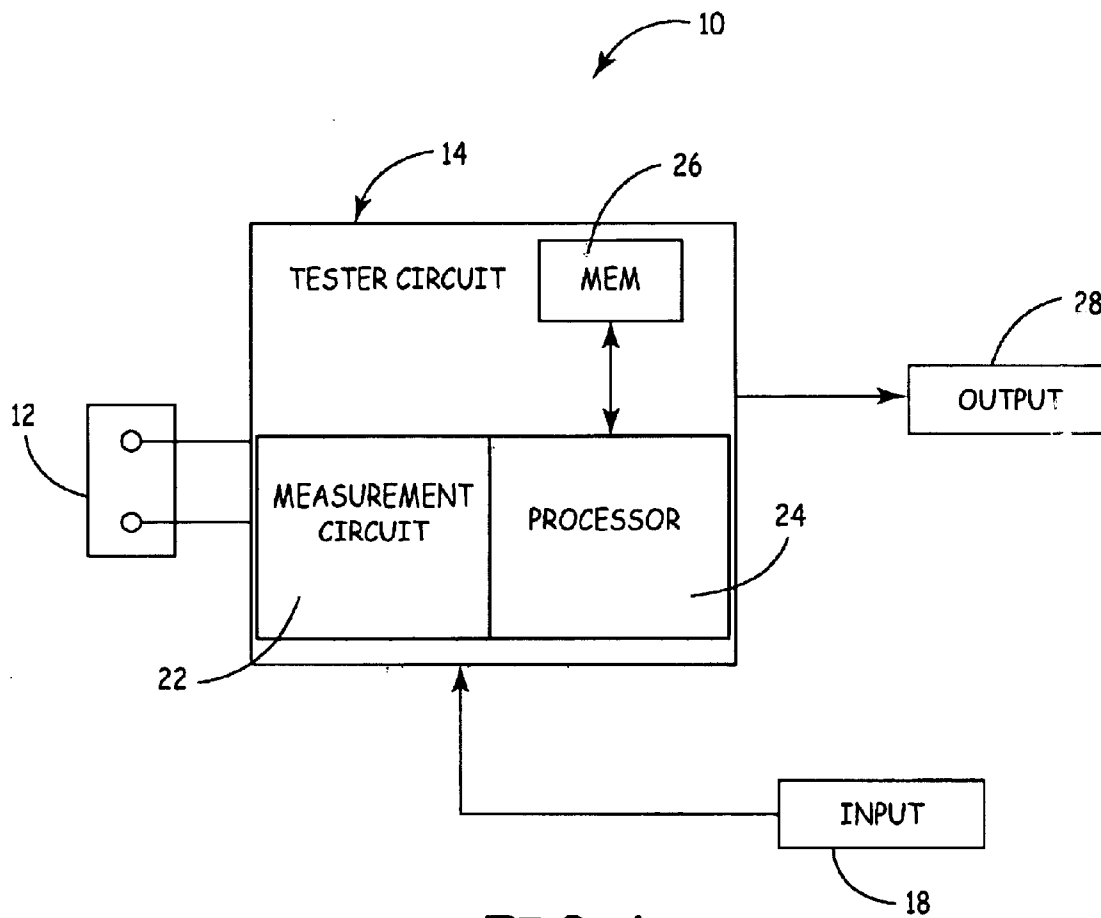 10
14
26
TESTER CIRCUIT
MEM
28
OUTPUT
12
MEASUREMENT
CIRCUIT
PROCESSOR
24
22
INPUT
18